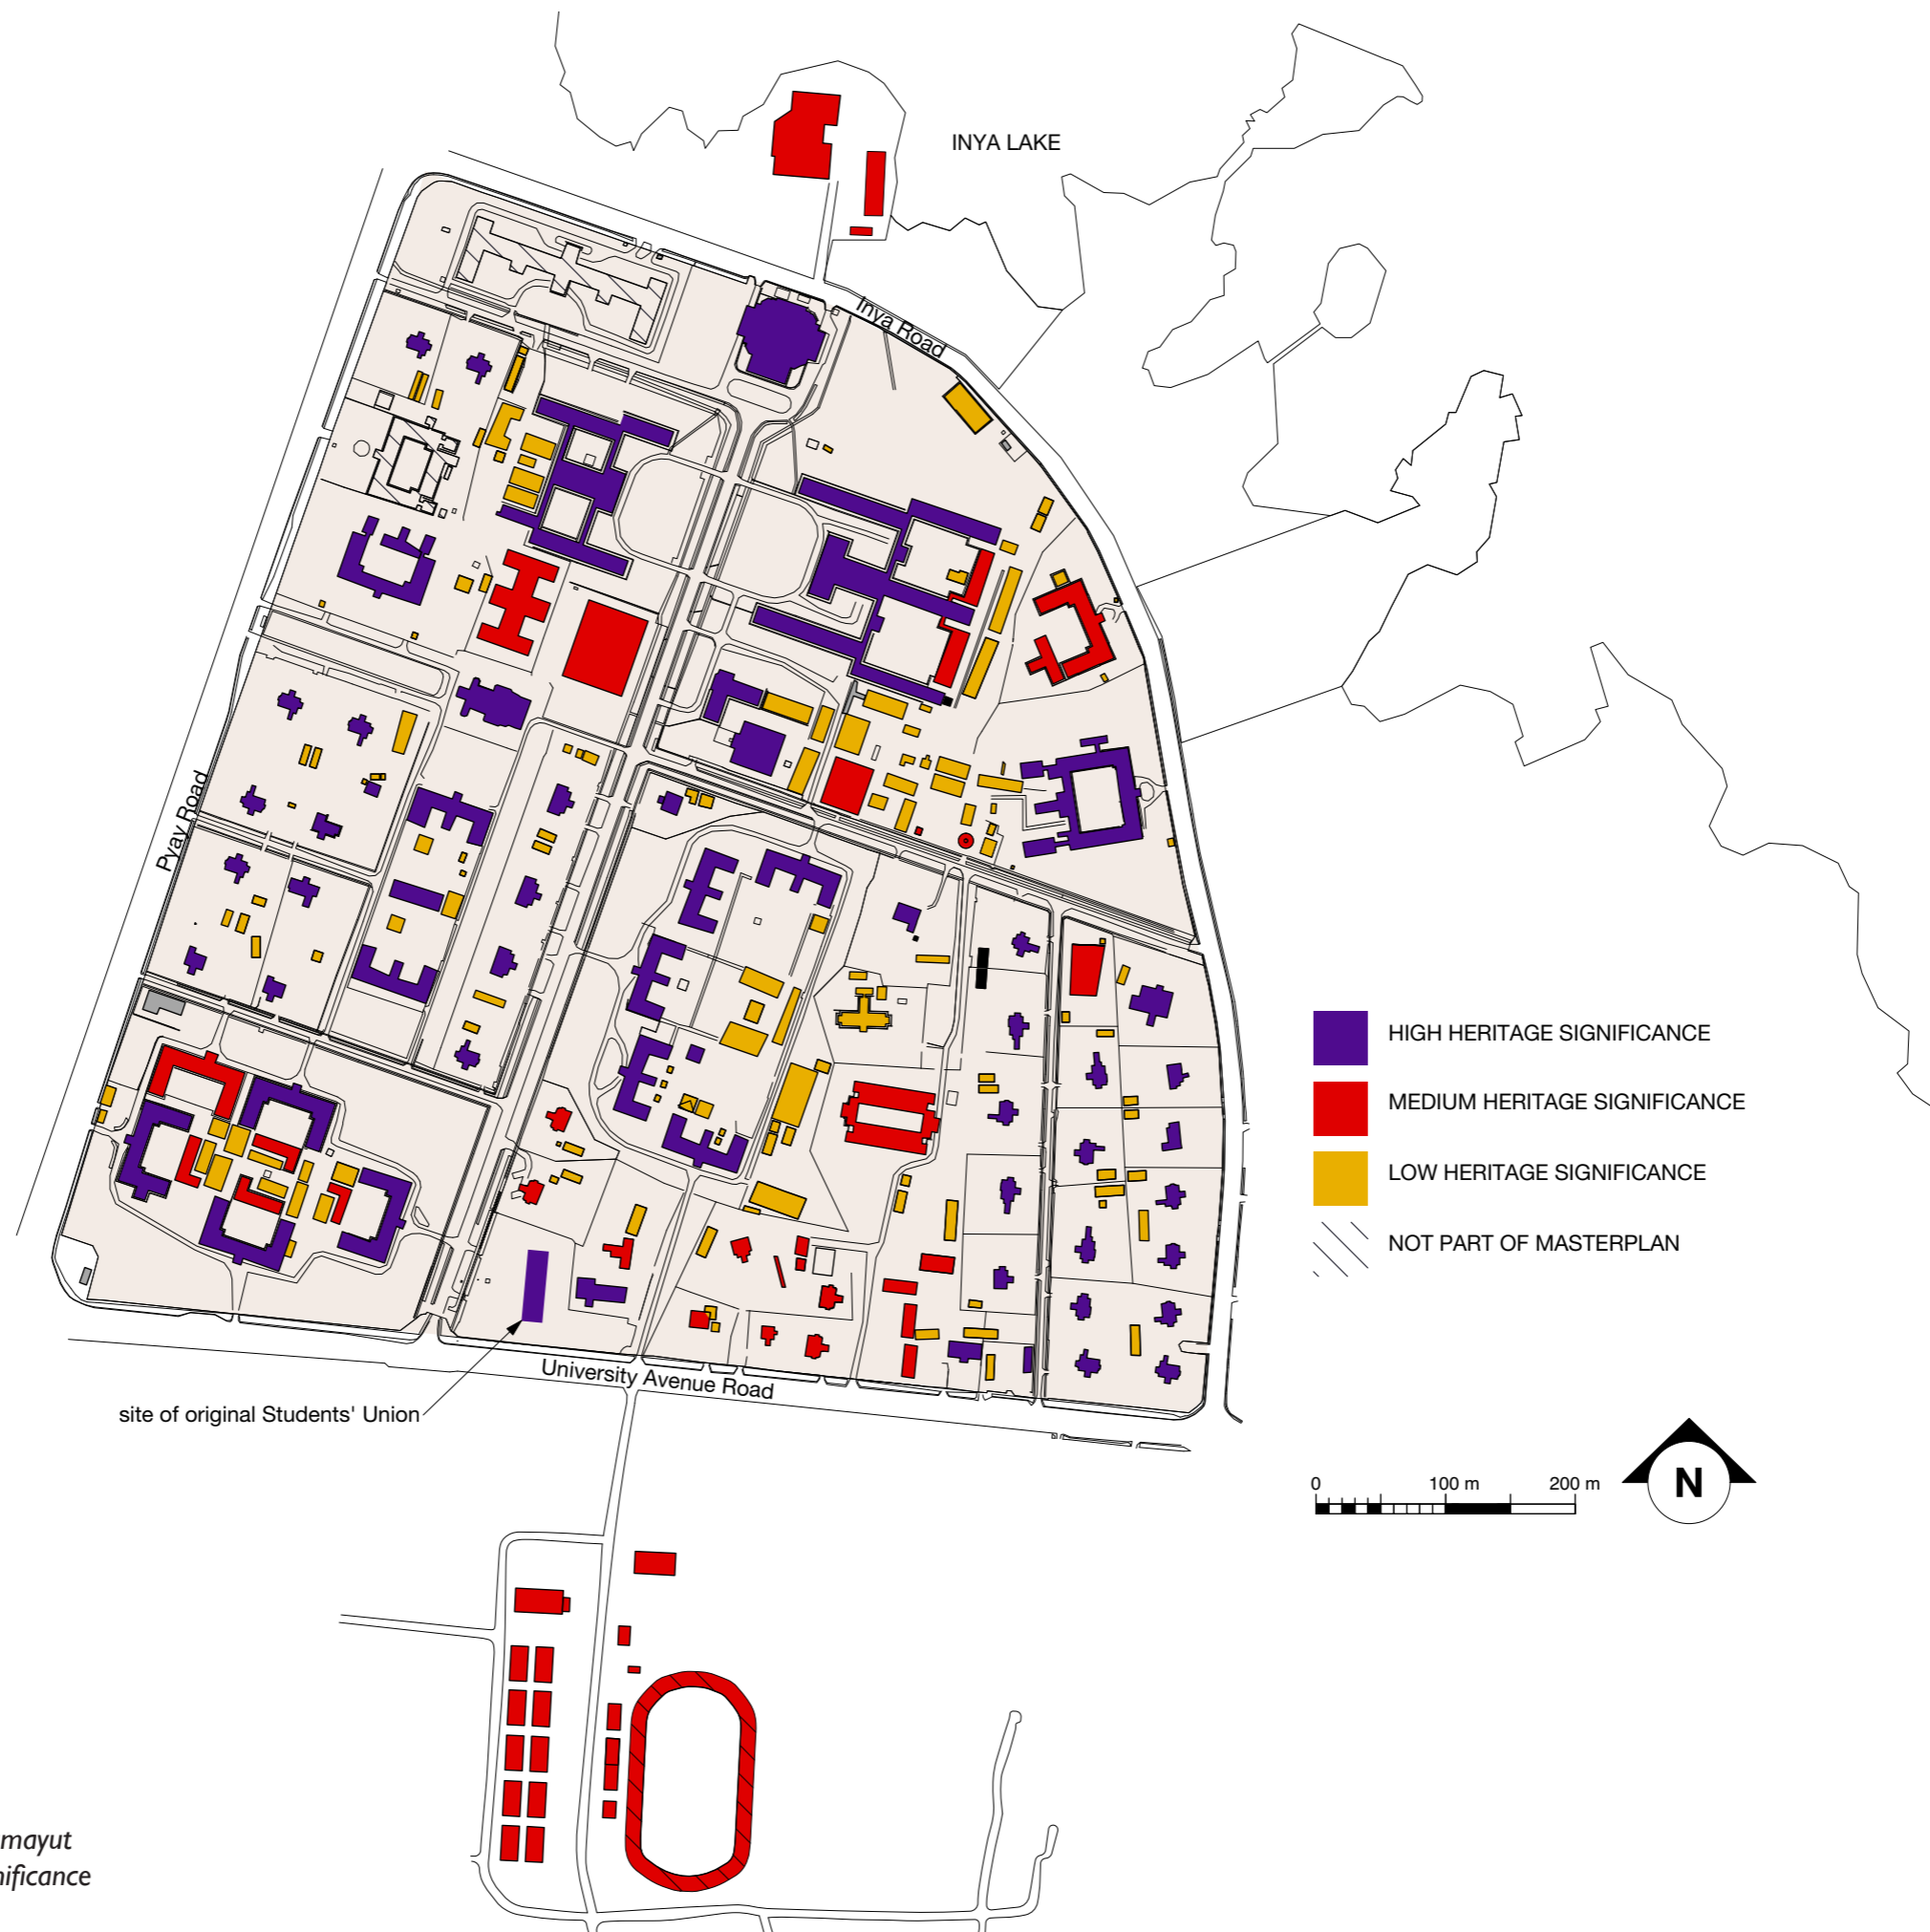 INYA LAKE
Inya Road
Pyay Road
HIGH HERITAGE SIGNIFICANCE
MEDIUM HERITAGE SIGNIFICANCE
LOW HERITAGE SIGNIFICANCE
NOT PART OF MASTERPLAN
University Avenue Road
site of original Students' Union
0 100 m 200 m
N
mayut
nificance